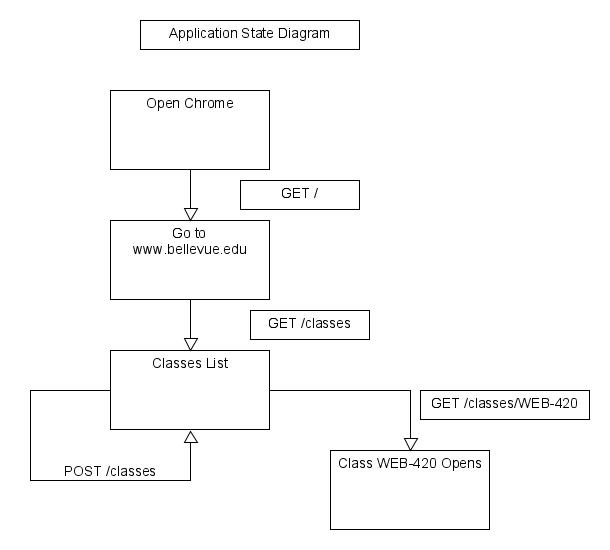 Application State Diagram
Open Chrome
GET /
Go to
www.bellevue.edu
GET /classes
Classes List
GET /classes/WEB-420
POST /classes
Class WEB-420 Opens